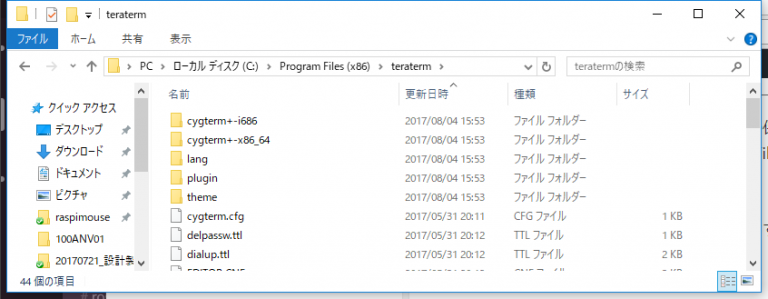 teraterm
ファイル ホーム 共有 表示
PC ローカル ディスク (C:) Program Files (x86) teraterm teratermの検索
クイック アクセス
デスクトップ
ダウンロード
ドキュメント
ピクチャ
raspimouse
100ANV01
20170721_設計製
名前 更新日時 種類 サイズ
cygterm+-i686 2017/08/04 15:53 ファイル フォルダー
cygterm+-x86_64 2017/08/04 15:53 ファイル フォルダー
lang 2017/08/04 15:53 ファイル フォルダー
plugin 2017/08/04 15:53 ファイル フォルダー
theme 2017/08/04 15:53 ファイル フォルダー
cygterm.cfg 2017/05/31 20:11 CFG ファイル 1 KB
delpassw.ttl 2017/05/31 20:12 TTL ファイル 1 KB
dialup.ttl 2017/05/31 20:12 TTL ファイル 2 KB
44 個の項目